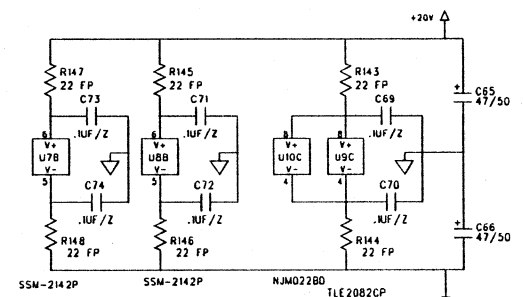 +20V
R147
22 FP
C73
.1UF/Z
R145
22 FP
C71
.1UF/Z
R143
22 FP
C69
.1UF/Z
C65
47/50
6
V+
U7B
V-
5
6
V+
U8B
V-
5
8
V+
U10C
V-
4
8
V+
U9C
V-
4
C74
.1UF/Z
R148
22 FP
C72
.1UF/Z
R146
22 FP
C70
.1UF/Z
R144
22 FP
C66
47/50
SSM-2142P
SSM-2142P
NJM022BD
TLE2082CP